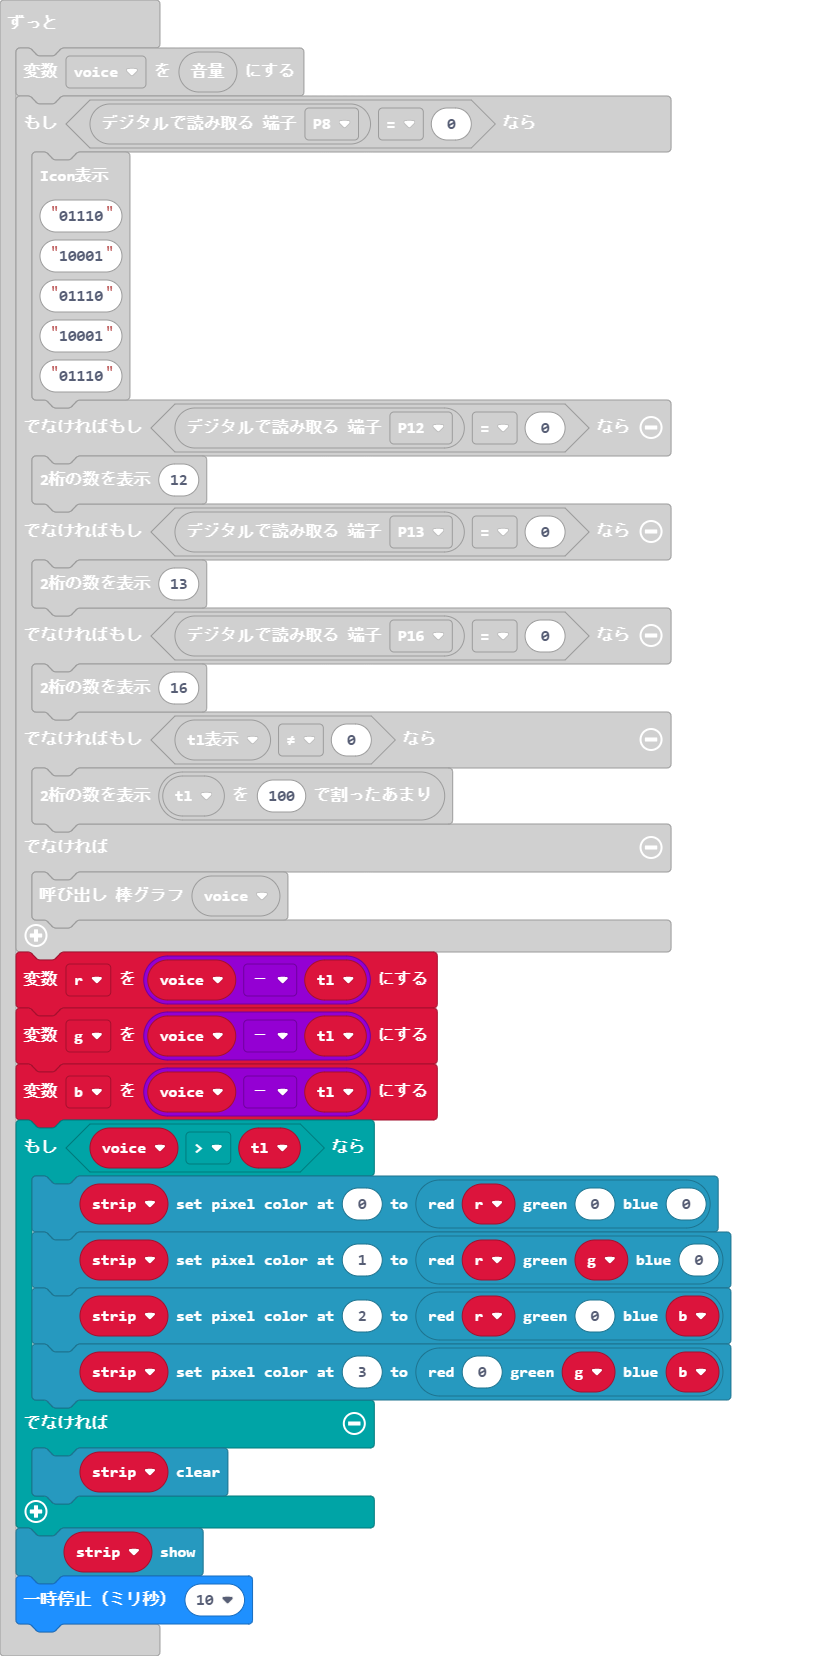 ずっと
変数 voice を 音量 にする
もし デジタルで読み取る 端子 P8 = 0 なら
Icon表示
"01110"
"10001"
"01110"
"10001"
"01110"
でなければもし デジタルで読み取る 端子 P12 = 0 なら
2桁の数を表示 12
でなければもし デジタルで読み取る 端子 P13 = 0 なら
2桁の数を表示 13
でなければもし デジタルで読み取る 端子 P16 = 0 なら
2桁の数を表示 16
でなければもし tl表示 ≠ 0 なら
2桁の数を表示 tl を 100 で割ったあまり
でなければ
呼び出し 棒グラフ voice
変数 r を voice - tl にする
変数 g を voice - tl にする
変数 b を voice - tl にする
もし voice > tl なら
strip set pixel color at 0 to red r green 0 blue 0
strip set pixel color at 1 to red r green g blue 0
strip set pixel color at 2 to red r green 0 blue b
strip set pixel color at 3 to red 0 green g blue b
でなければ
strip clear
strip show
一時停止（ミリ秒） 10